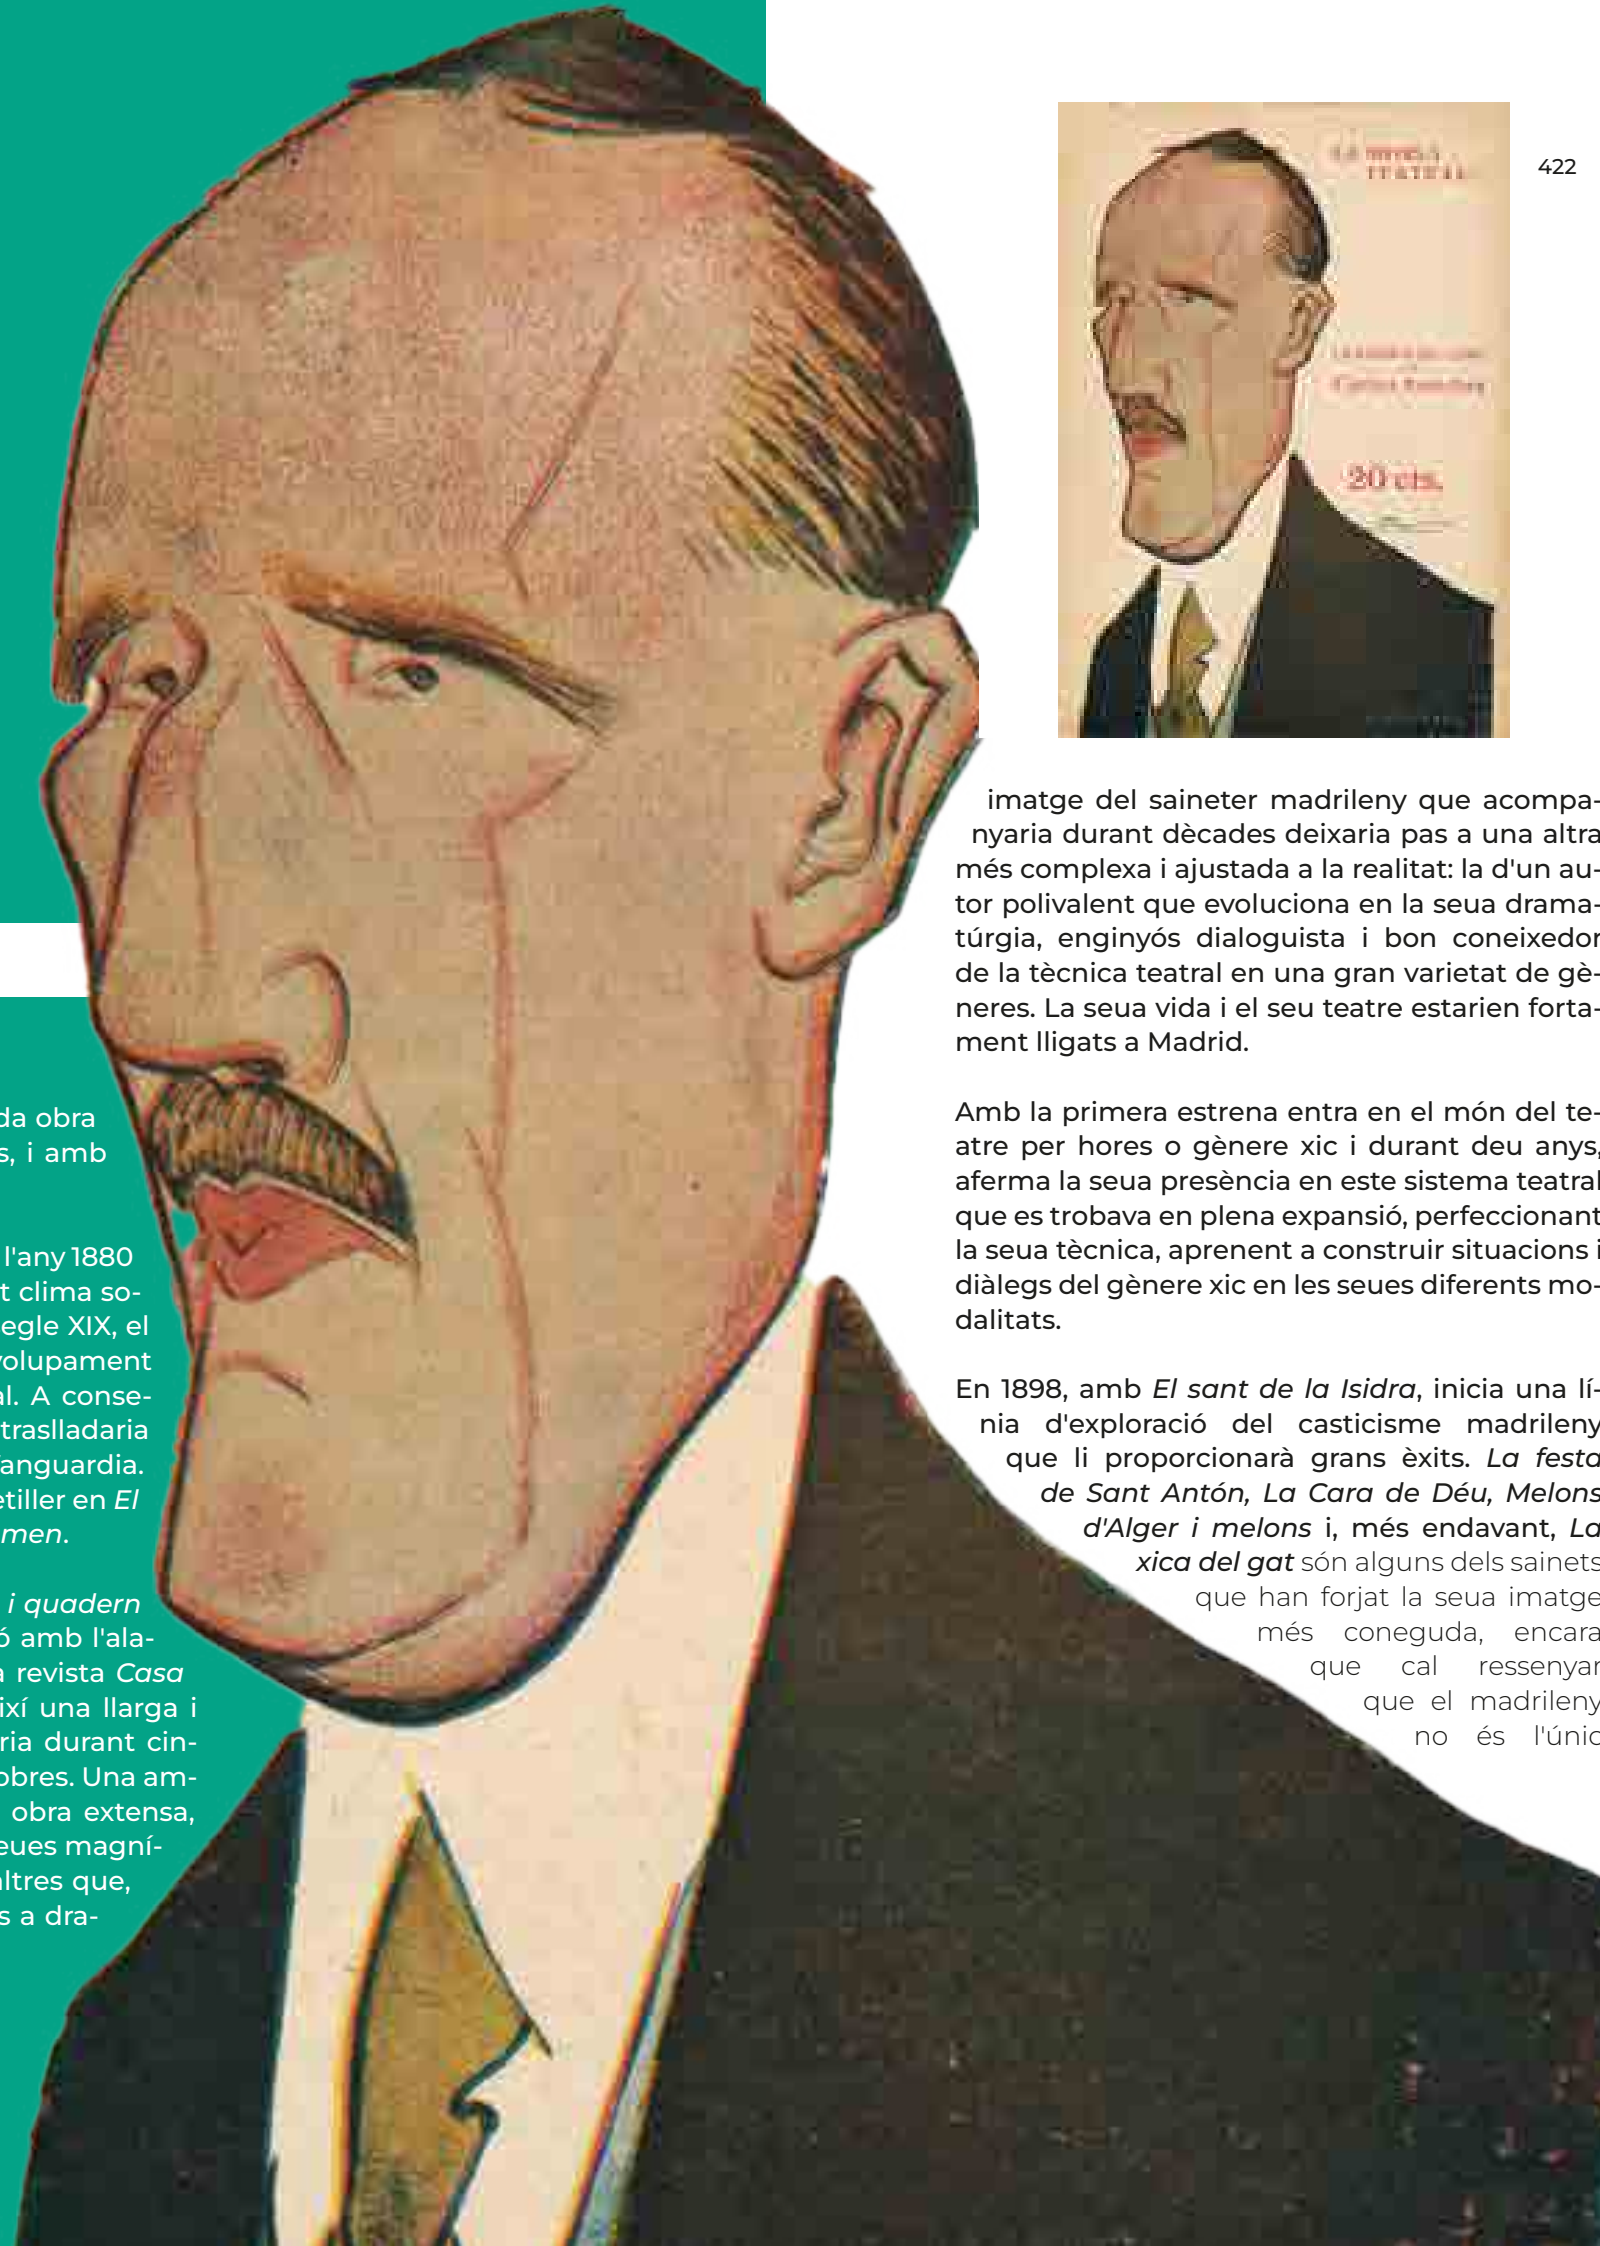 da obra
s, i amb
l'any 1880
t clima so-
egle XIX, el
volupament
al. A conse-
traslladaria
Vanguardia.
etiller en El
men.
i quadern
ó amb l'ala-
a revista Casa
ixí una llarga i
ria durant cin-
obres. Una am-
obra extensa,
eues magní-
altres que,
s a dra-
422
20 cts.
imatge del saineter madrileny que acompa-
nyaria durant dècades deixaria pas a una altra
més complexa i ajustada a la realitat: la d'un au-
tor polivalent que evoluciona en la seua drama-
túrgia, enginyós dialoguista i bon coneixedor
de la tècnica teatral en una gran varietat de gè-
neres. La seua vida i el seu teatre estarien forta-
ment lligats a Madrid.
Amb la primera estrena entra en el món del te-
atre per hores o gènere xic i durant deu anys,
aferma la seua presència en este sistema teatral
que es trobava en plena expansió, perfeccionant
la seua tècnica, aprenent a construir situacions i
diàlegs del gènere xic en les seues diferents mo-
dalitats.
En 1898, amb El sant de la Isidra, inicia una lí-
nia d'exploració del casticisme madrileny
que li proporcionarà grans èxits. La festa
de Sant Antón, La Cara de Déu, Melons
d'Alger i melons i, més endavant, La
xica del gat són alguns dels sainets
que han forjat la seua imatge
més coneguda, encara
que cal ressenyar
que el madrileny
no és l'únic